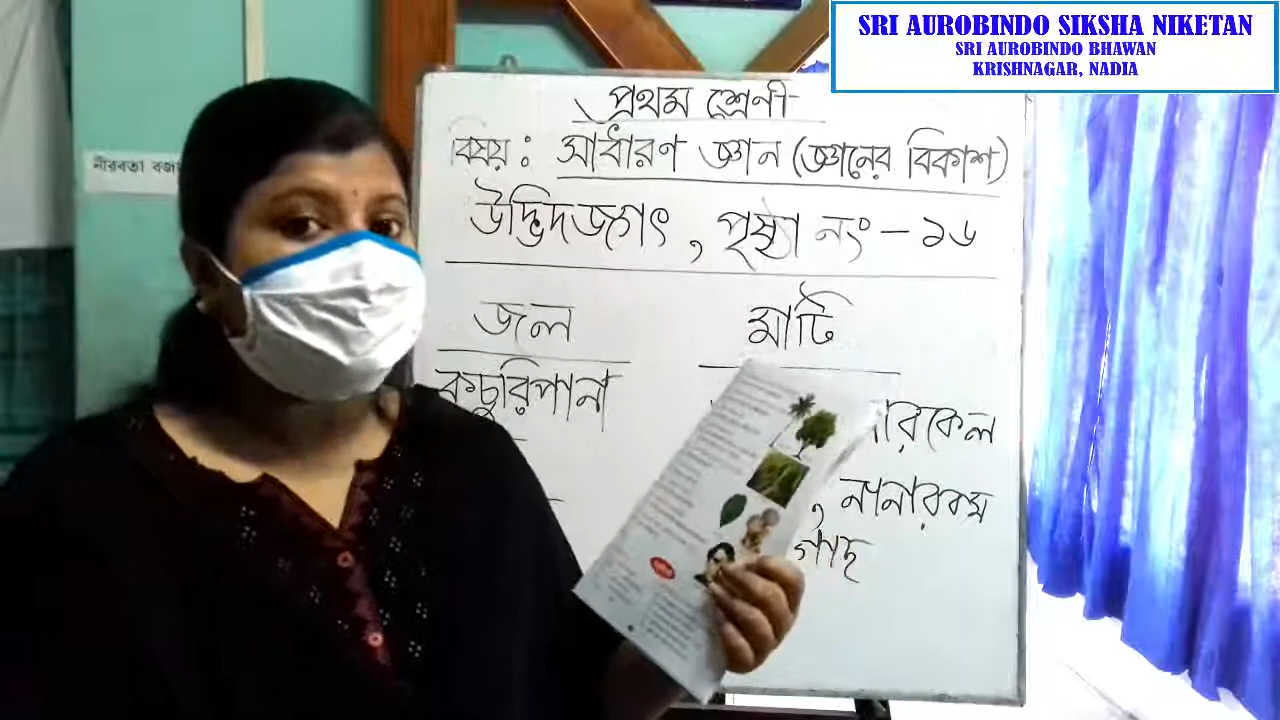 SRI AUROBINDO SIKSHA NIKETAN
SRI AUROBINDO BHAWAN
KRISHNAGAR, NADIA
নীরবতা বজা
প্রথম শ্রেনী
বিষয় : সাধারণ জ্ঞান (জ্ঞানের বিকাশ)
উদ্ভিদজগৎ , পৃষ্ঠা নং – ১৬
জল
মাটি
কচুরিপানা
ারকেল
, নানারকম
গাছ